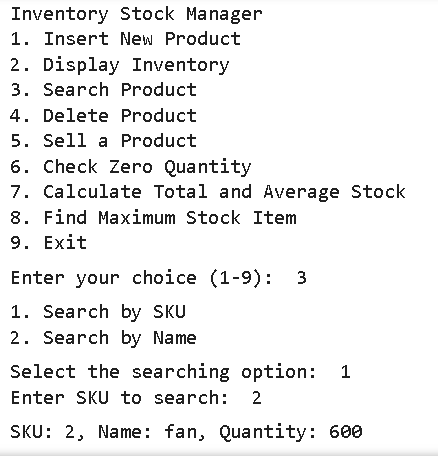 Inventory Stock Manager
1. Insert New Product
2. Display Inventory
3. Search Product
4. Delete Product
5. Sell a Product
6. Check Zero Quantity
7. Calculate Total and Average Stock
8. Find Maximum Stock Item
9. Exit
Enter your choice (1-9):  3
1. Search by SKU
2. Search by Name
Select the searching option:  1
Enter SKU to search:  2
SKU: 2, Name: fan, Quantity: 600